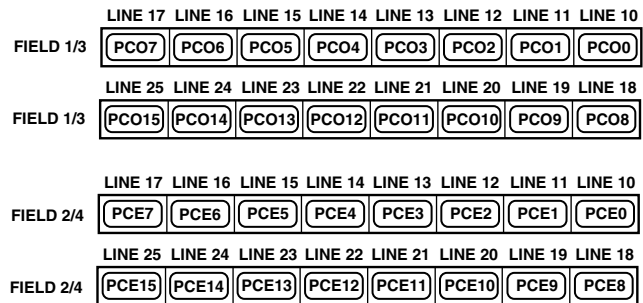 LINE 17 LINE 16 LINE 15 LINE 14 LINE 13 LINE 12 LINE 11 LINE 10
FIELD 1/3 PCO7 PCO6 PCO5 PCO4 PCO3 PCO2 PCO1 PCO0
LINE 25 LINE 24 LINE 23 LINE 22 LINE 21 LINE 20 LINE 19 LINE 18
FIELD 1/3 PCO15 PCO14 PCO13 PCO12 PCO11 PCO10 PCO9 PCO8
LINE 17 LINE 16 LINE 15 LINE 14 LINE 13 LINE 12 LINE 11 LINE 10
FIELD 2/4 PCE7 PCE6 PCE5 PCE4 PCE3 PCE2 PCE1 PCE0
LINE 25 LINE 24 LINE 23 LINE 22 LINE 21 LINE 20 LINE 19 LINE 18
FIELD 2/4 PCE15 PCE14 PCE13 PCE12 PCE11 PCE10 PCE9 PCE8